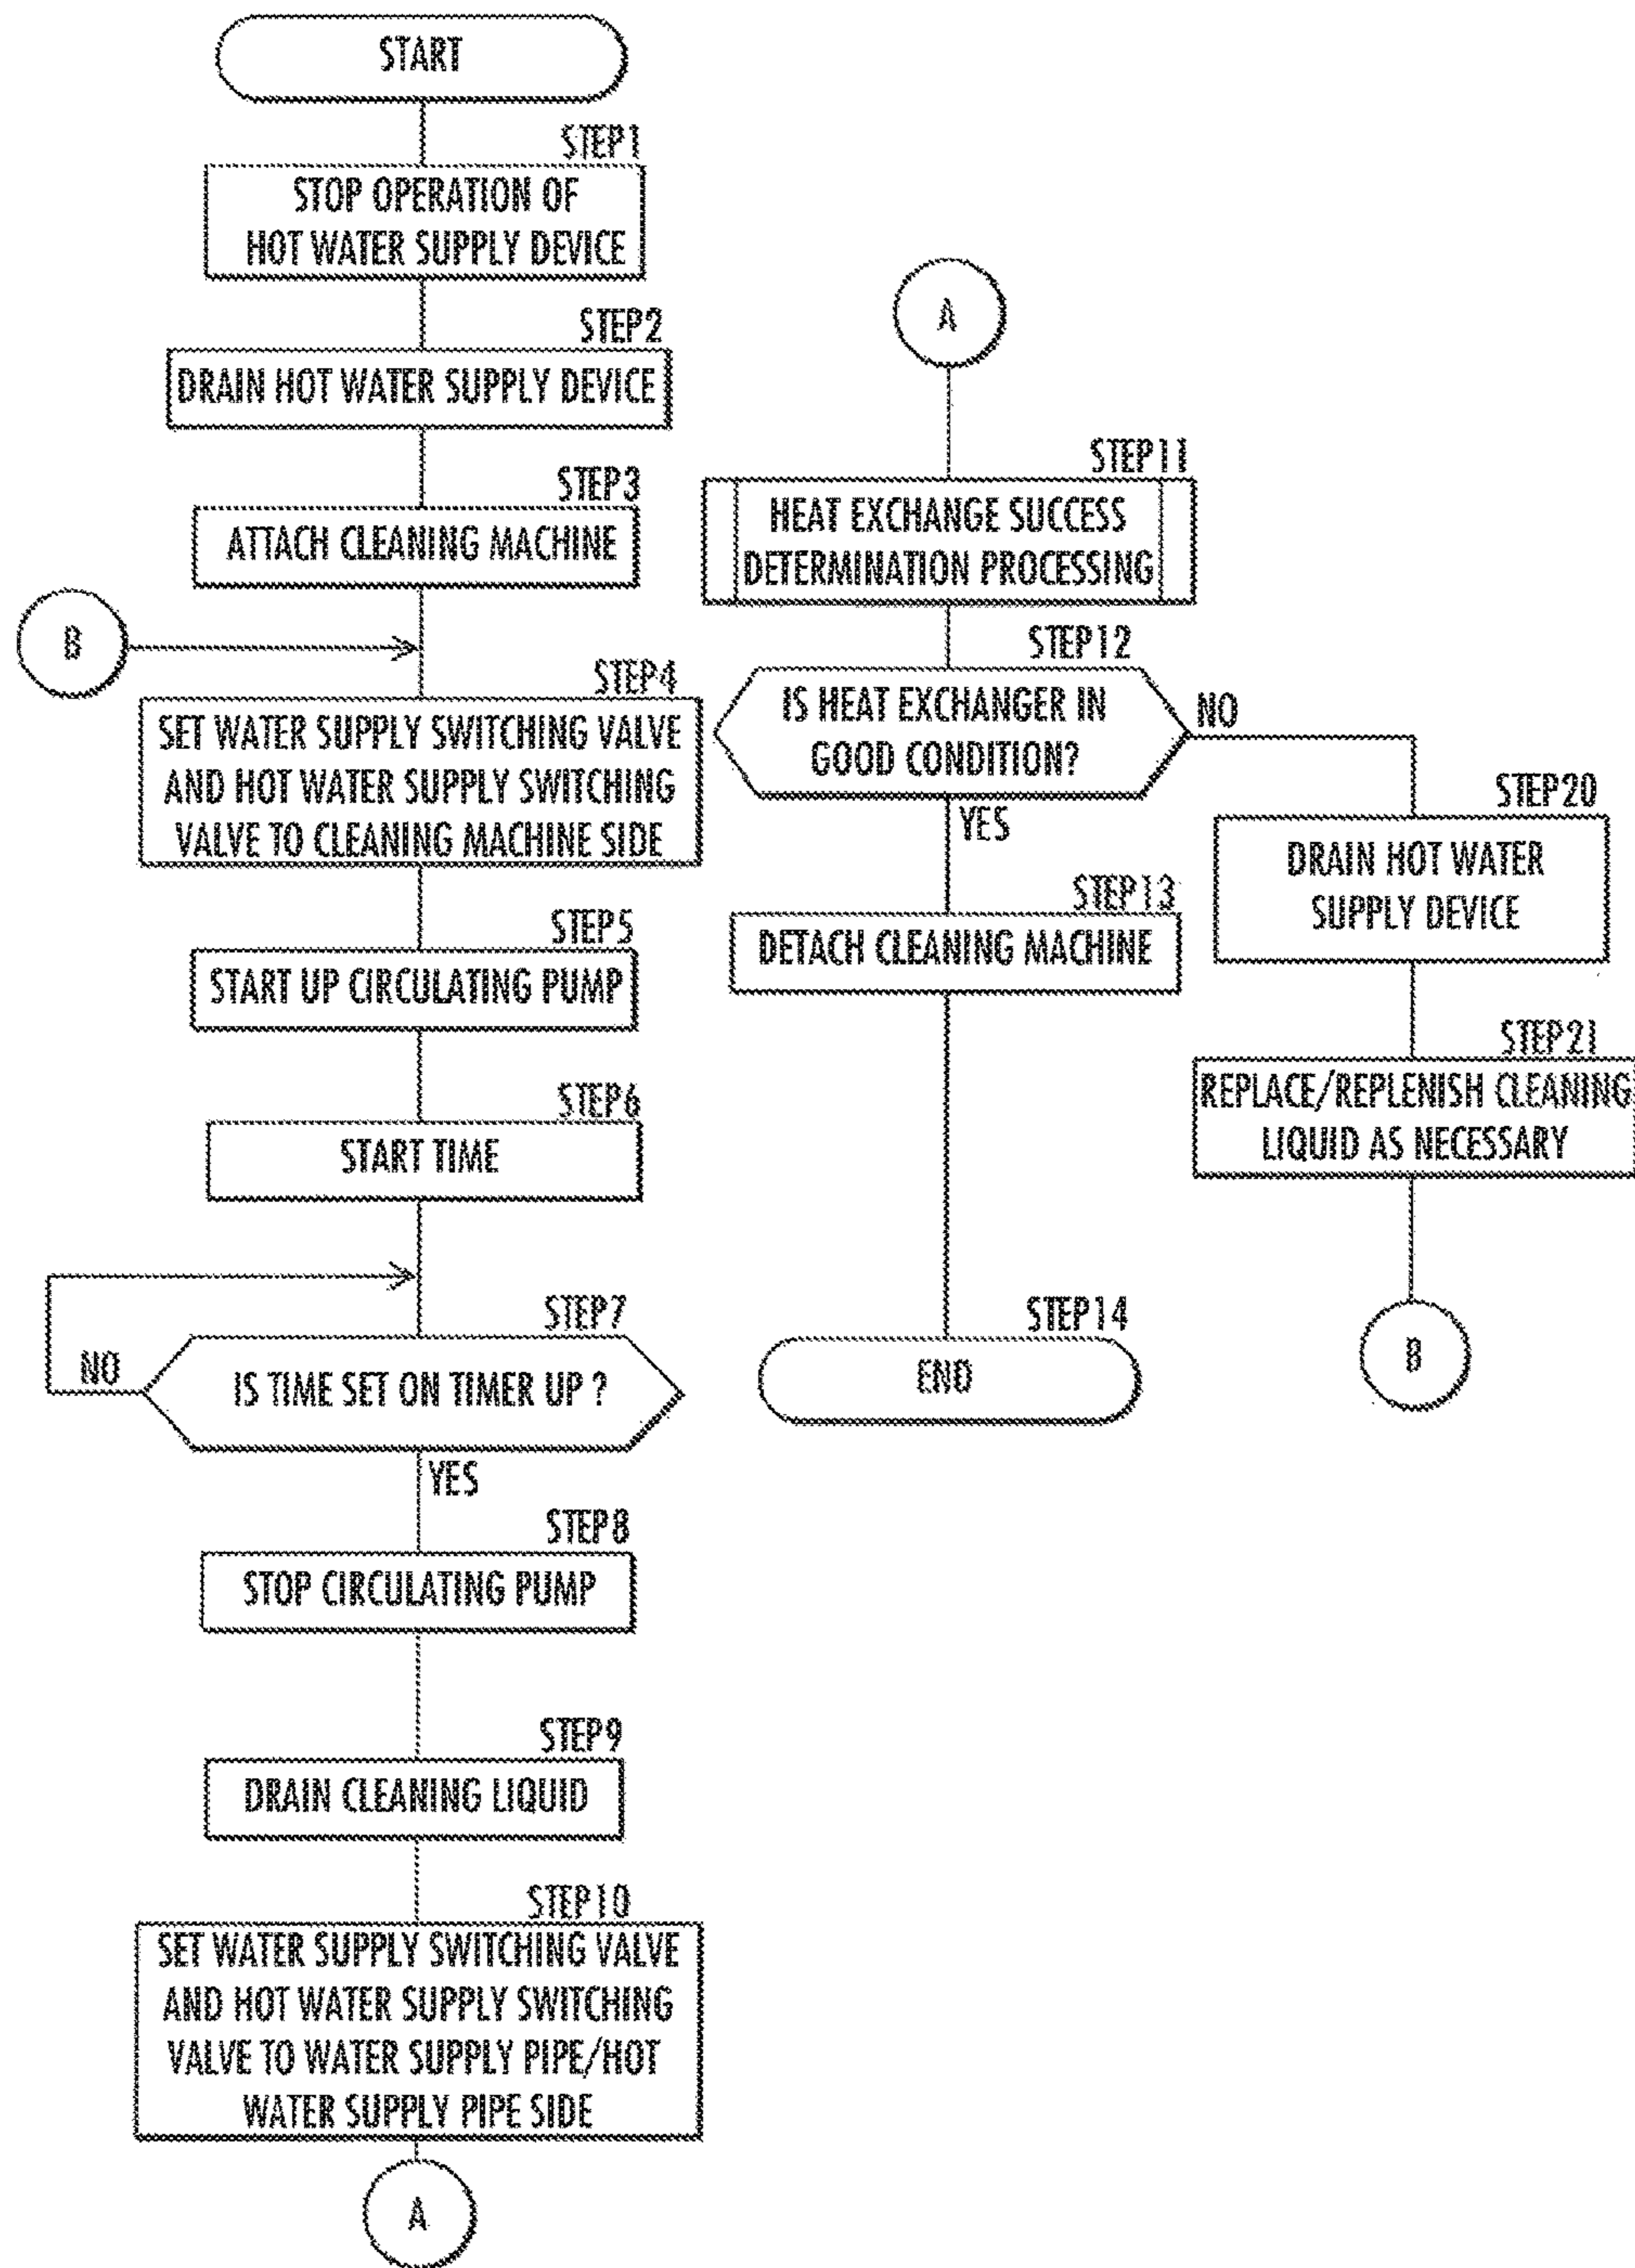 START
STEP1
STOP OPERATION OF
HOT WATER SUPPLY DEVICE
STEP2
DRAIN HOT WATER SUPPLY DEVICE
STEP3
ATTACH CLEANING MACHINE
B
STEP4
SET WATER SUPPLY SWITCHING VALVE
AND HOT WATER SUPPLY SWITCHING
VALVE TO CLEANING MACHINE SIDE
STEP5
START UP CIRCULATING PUMP
STEP6
START TIME
STEP7
NO
IS TIME SET ON TIMER UP ?
YES
STEP8
STOP CIRCULATING PUMP
STEP9
DRAIN CLEANING LIQUID
STEP10
SET WATER SUPPLY SWITCHING VALVE
AND HOT WATER SUPPLY SWITCHING
VALVE TO WATER SUPPLY PIPE/HOT
WATER SUPPLY PIPE SIDE
A
A
STEP11
HEAT EXCHANGE SUCCESS
DETERMINATION PROCESSING
STEP12
IS HEAT EXCHANGER IN
GOOD CONDITION?
NO
YES
STEP13
DETACH CLEANING MACHINE
STEP14
END
STEP20
DRAIN HOT WATER
SUPPLY DEVICE
STEP21
REPLACE/REPLENISH CLEANING
LIQUID AS NECESSARY
B